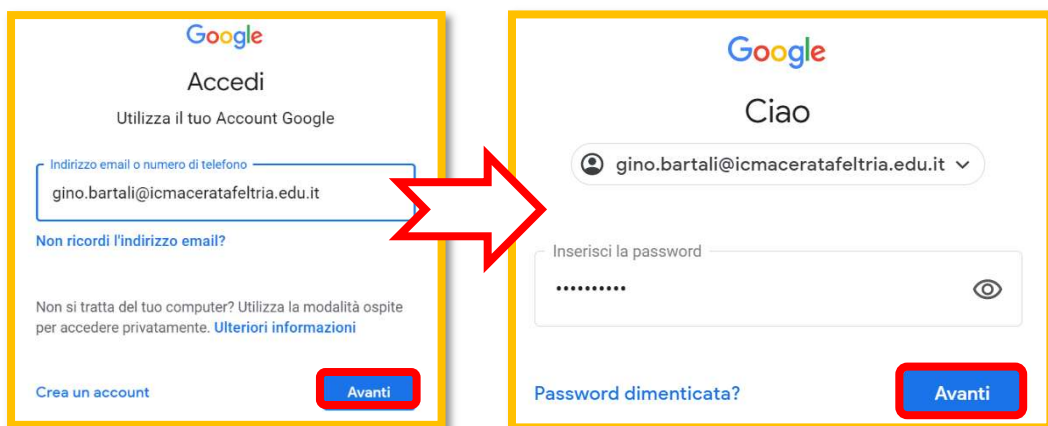 Google
Accedi
Utilizza il tuo Account Google
Indirizzo email o numero di telefono
gino.bartali@icmaceratafeltria.edu.it
Non ricordi l'indirizzo email?
Non si tratta del tuo computer? Utilizza la modalità ospite
per accedere privatamente. Ulteriori informazioni
Crea un account
Avanti
Google
Ciao
gino.bartali@icmaceratafeltria.edu.it
Inserisci la password
••••••••••
Password dimenticata?
Avanti